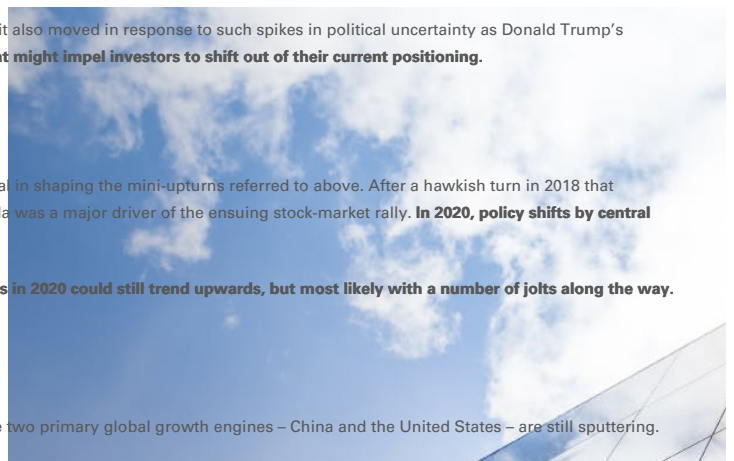 it also moved in response to such spikes in political uncertainty as Donald Trump’s
might impel investors to shift out of their current positioning.
in shaping the mini-upturns referred to above. After a hawkish turn in 2018 that
was a major driver of the ensuing stock-market rally. In 2020, policy shifts by central
in 2020 could still trend upwards, but most likely with a number of jolts along the way.
two primary global growth engines – China and the United States – are still sputtering.